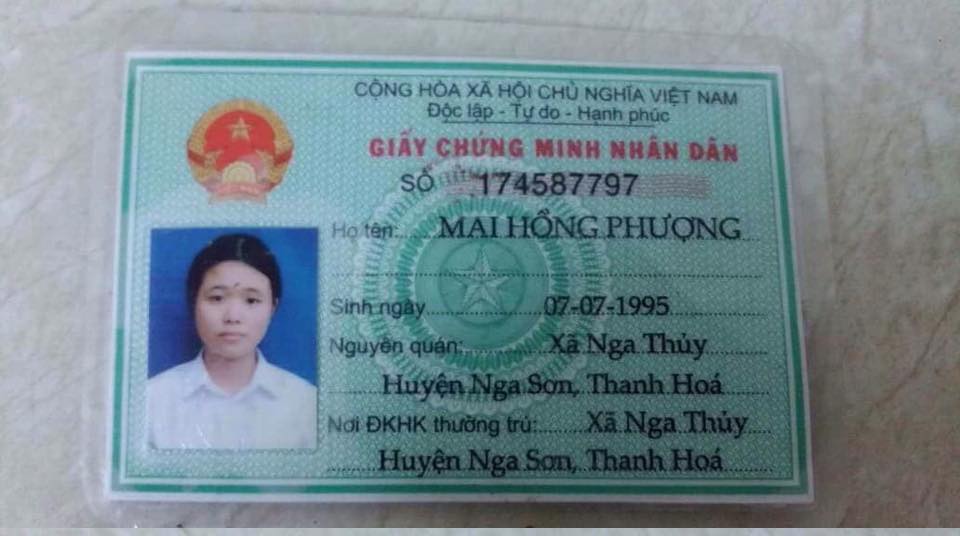 CỘNG HÒA XÃ HỘI CHỦ NGHĨA VIỆT NAM
Độc lập - Tự do - Hạnh phúc
GIẤY CHỨNG MINH NHÂN DÂN
SỐ 174587797
Họ tên: MAI HỒNG PHƯỢNG
Sinh ngày 07-07-1995
Nguyên quán: Xã Nga Thủy
Huyện Nga Sơn, Thanh Hoá
Nơi ĐKHK thường trú: Xã Nga Thủy
Huyện Nga Sơn, Thanh Hoá